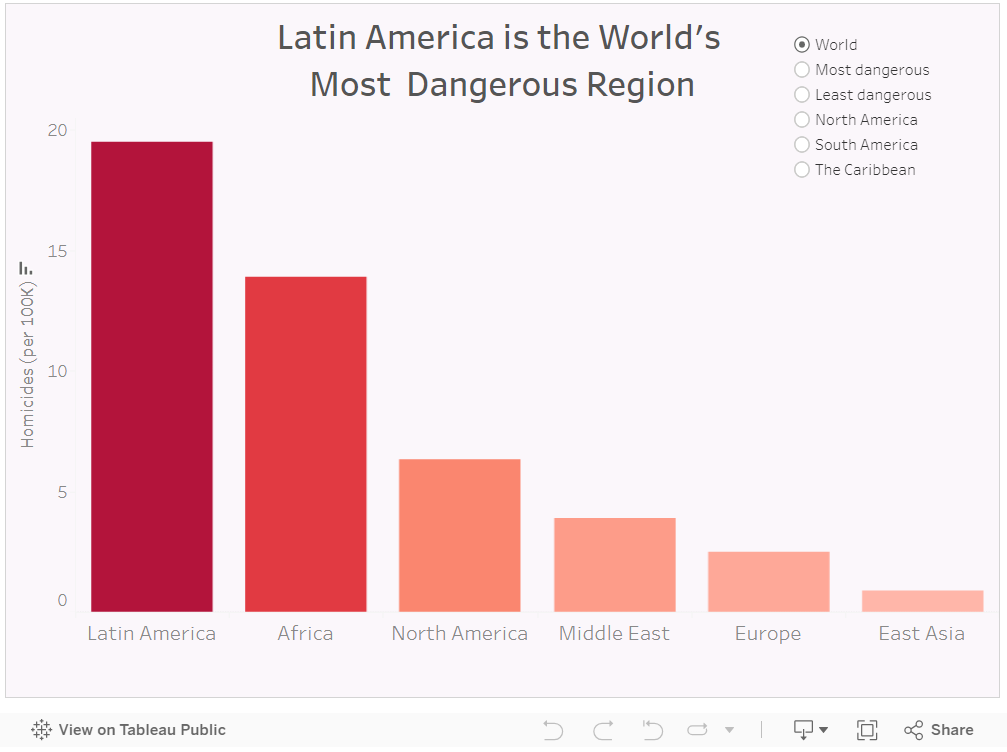 Latin America is the World’s
Most  Dangerous Region
World
Most dangerous
Least dangerous
North America
South America
The Caribbean
20
15
10
5
0
Homicides (per 100K)
Latin America
Africa
North America
Middle East
Europe
East Asia
View on Tableau Public
Share